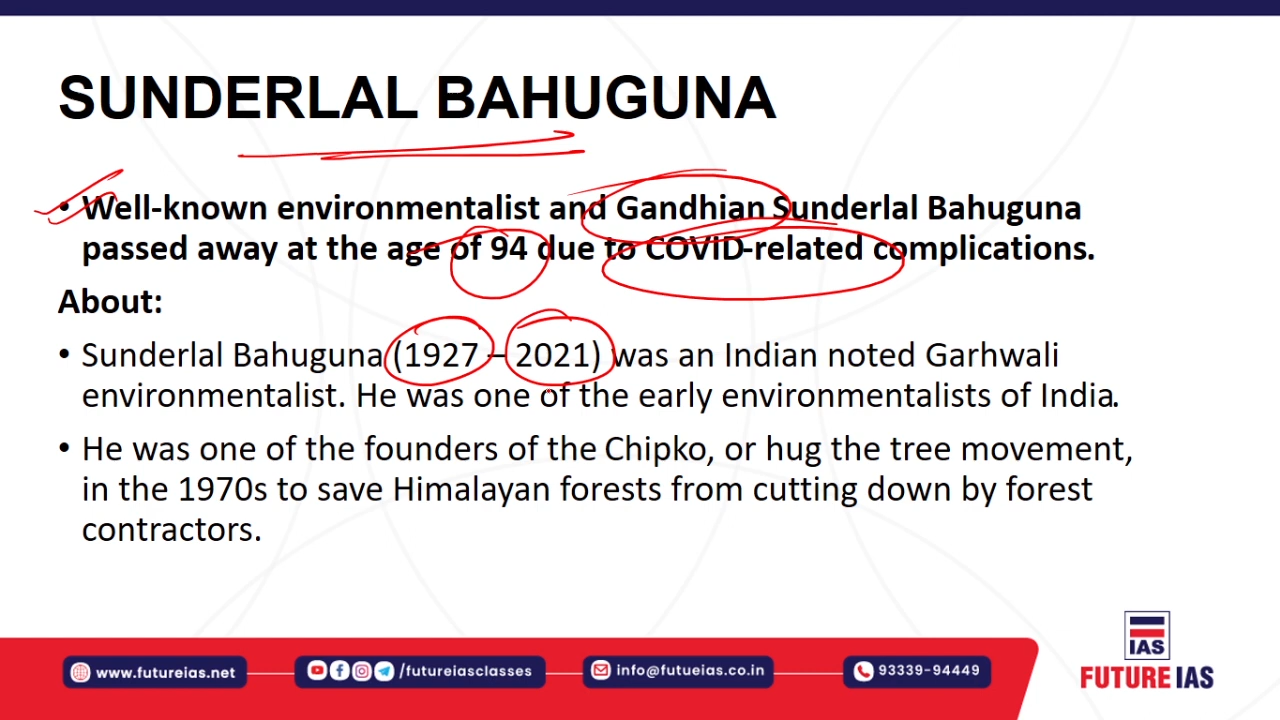 SUNDERLAL BAHUGUNA
• Well-known environmentalist and Gandhian Sunderlal Bahuguna
passed away at the age of 94 due to COVID-related complications.
About:
• Sunderlal Bahuguna (1927 – 2021) was an Indian noted Garhwali
environmentalist. He was one of the early environmentalists of India.
• He was one of the founders of the Chipko, or hug the tree movement,
in the 1970s to save Himalayan forests from cutting down by forest
contractors.
www.futureias.net
/futureiasclasses
info@futueias.co.in
93339-94449
IAS
FUTURE IAS